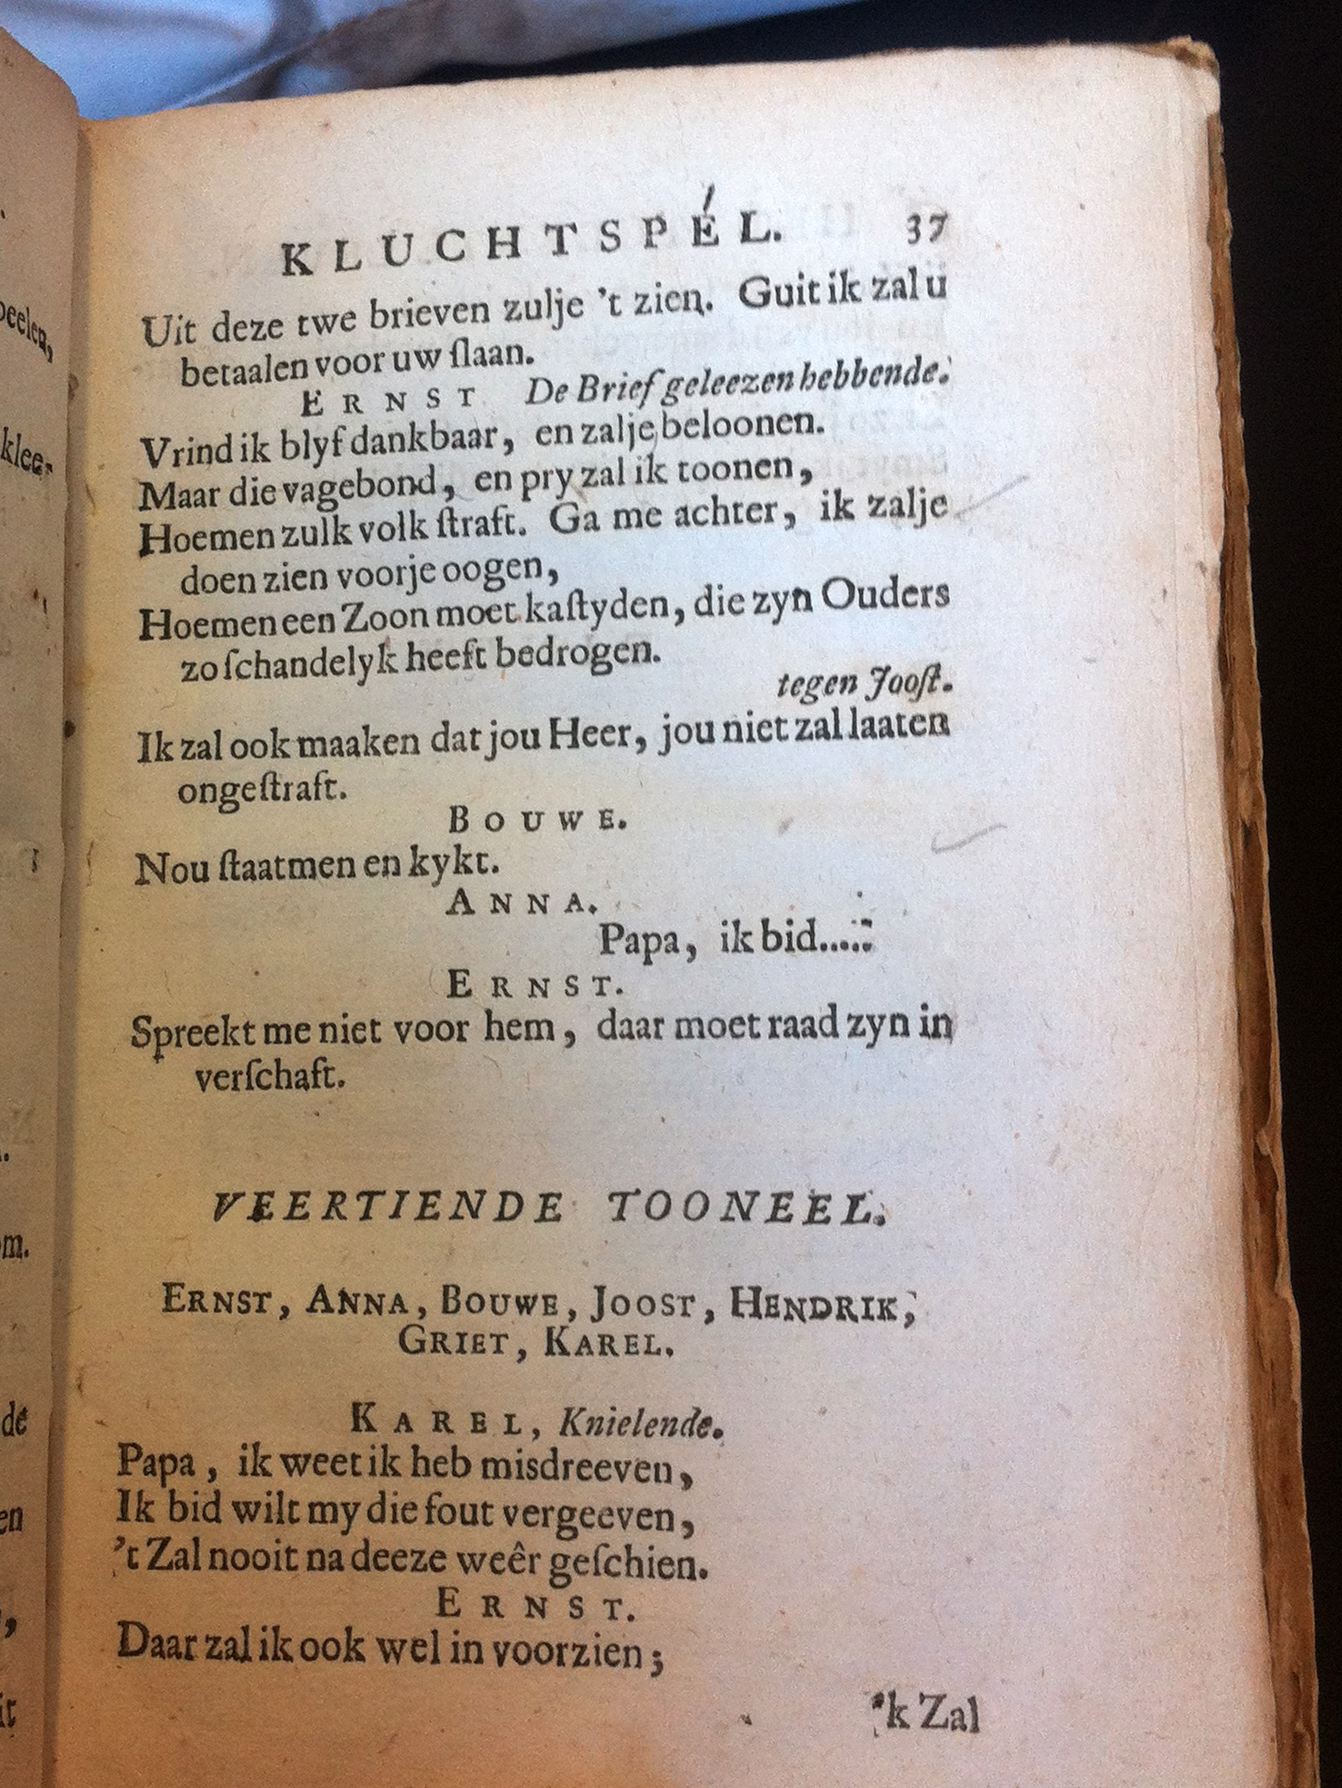 KLUCHTSPÉL. 37
Uit deze twe brieven zulje 't zien. Guit ik zal u
betaalen voor uw ſlaan.
ERNST De Brief geleezen hebbende.
Vrind ik blyf dankbaar, en zalje beloonen.
Maar die vagebond, en pry zal ik toonen,
Hoemen zulk volk ſtraft. Ga me achter, ik zalje
doen zien voorje oogen,
Hoemen een Zoon moet kaſtyden, die zyn Ouders
zo ſchandelyk heeft bedrogen.
tegen Jooſt.
Ik zal ook maaken dat jou Heer, jou niet zal laaten
ongeſtraft.
BOUWE.
Nou ſtaatmen en kykt.
ANNA.
Papa, ik bid.....
ERNST.
Spreekt me niet voor hem, daar moet raad zyn in
verſchaft.
VEERTIENDE TOONEEL.
ERNST, ANNA, BOUWE, JOOST, HENDRIK,
GRIET, KAREL.
KAREL, Knielende.
Papa, ik weet ik heb misdreeven,
Ik bid wilt my die fout vergeeven,
't Zal nooit na deeze weêr geſchien.
ERNST.
Daar zal ik ook wel in voorzien;
'k Zal